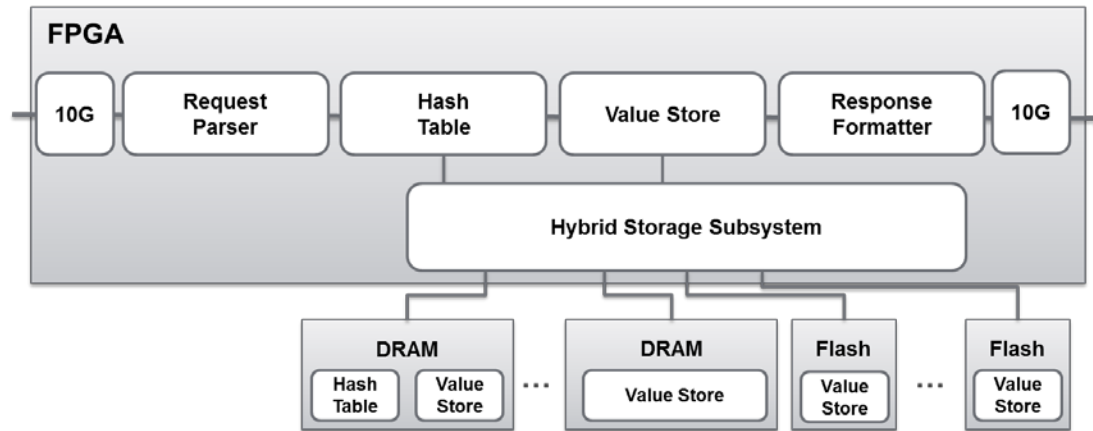 FPGA
10G
Request
Parser
Hash
Table
Value Store
Response
Formatter
10G
Hybrid Storage Subsystem
DRAM
Hash
Table
Value
Store
...
DRAM
Value Store
Flash
Value
Store
...
Flash
Value
Store